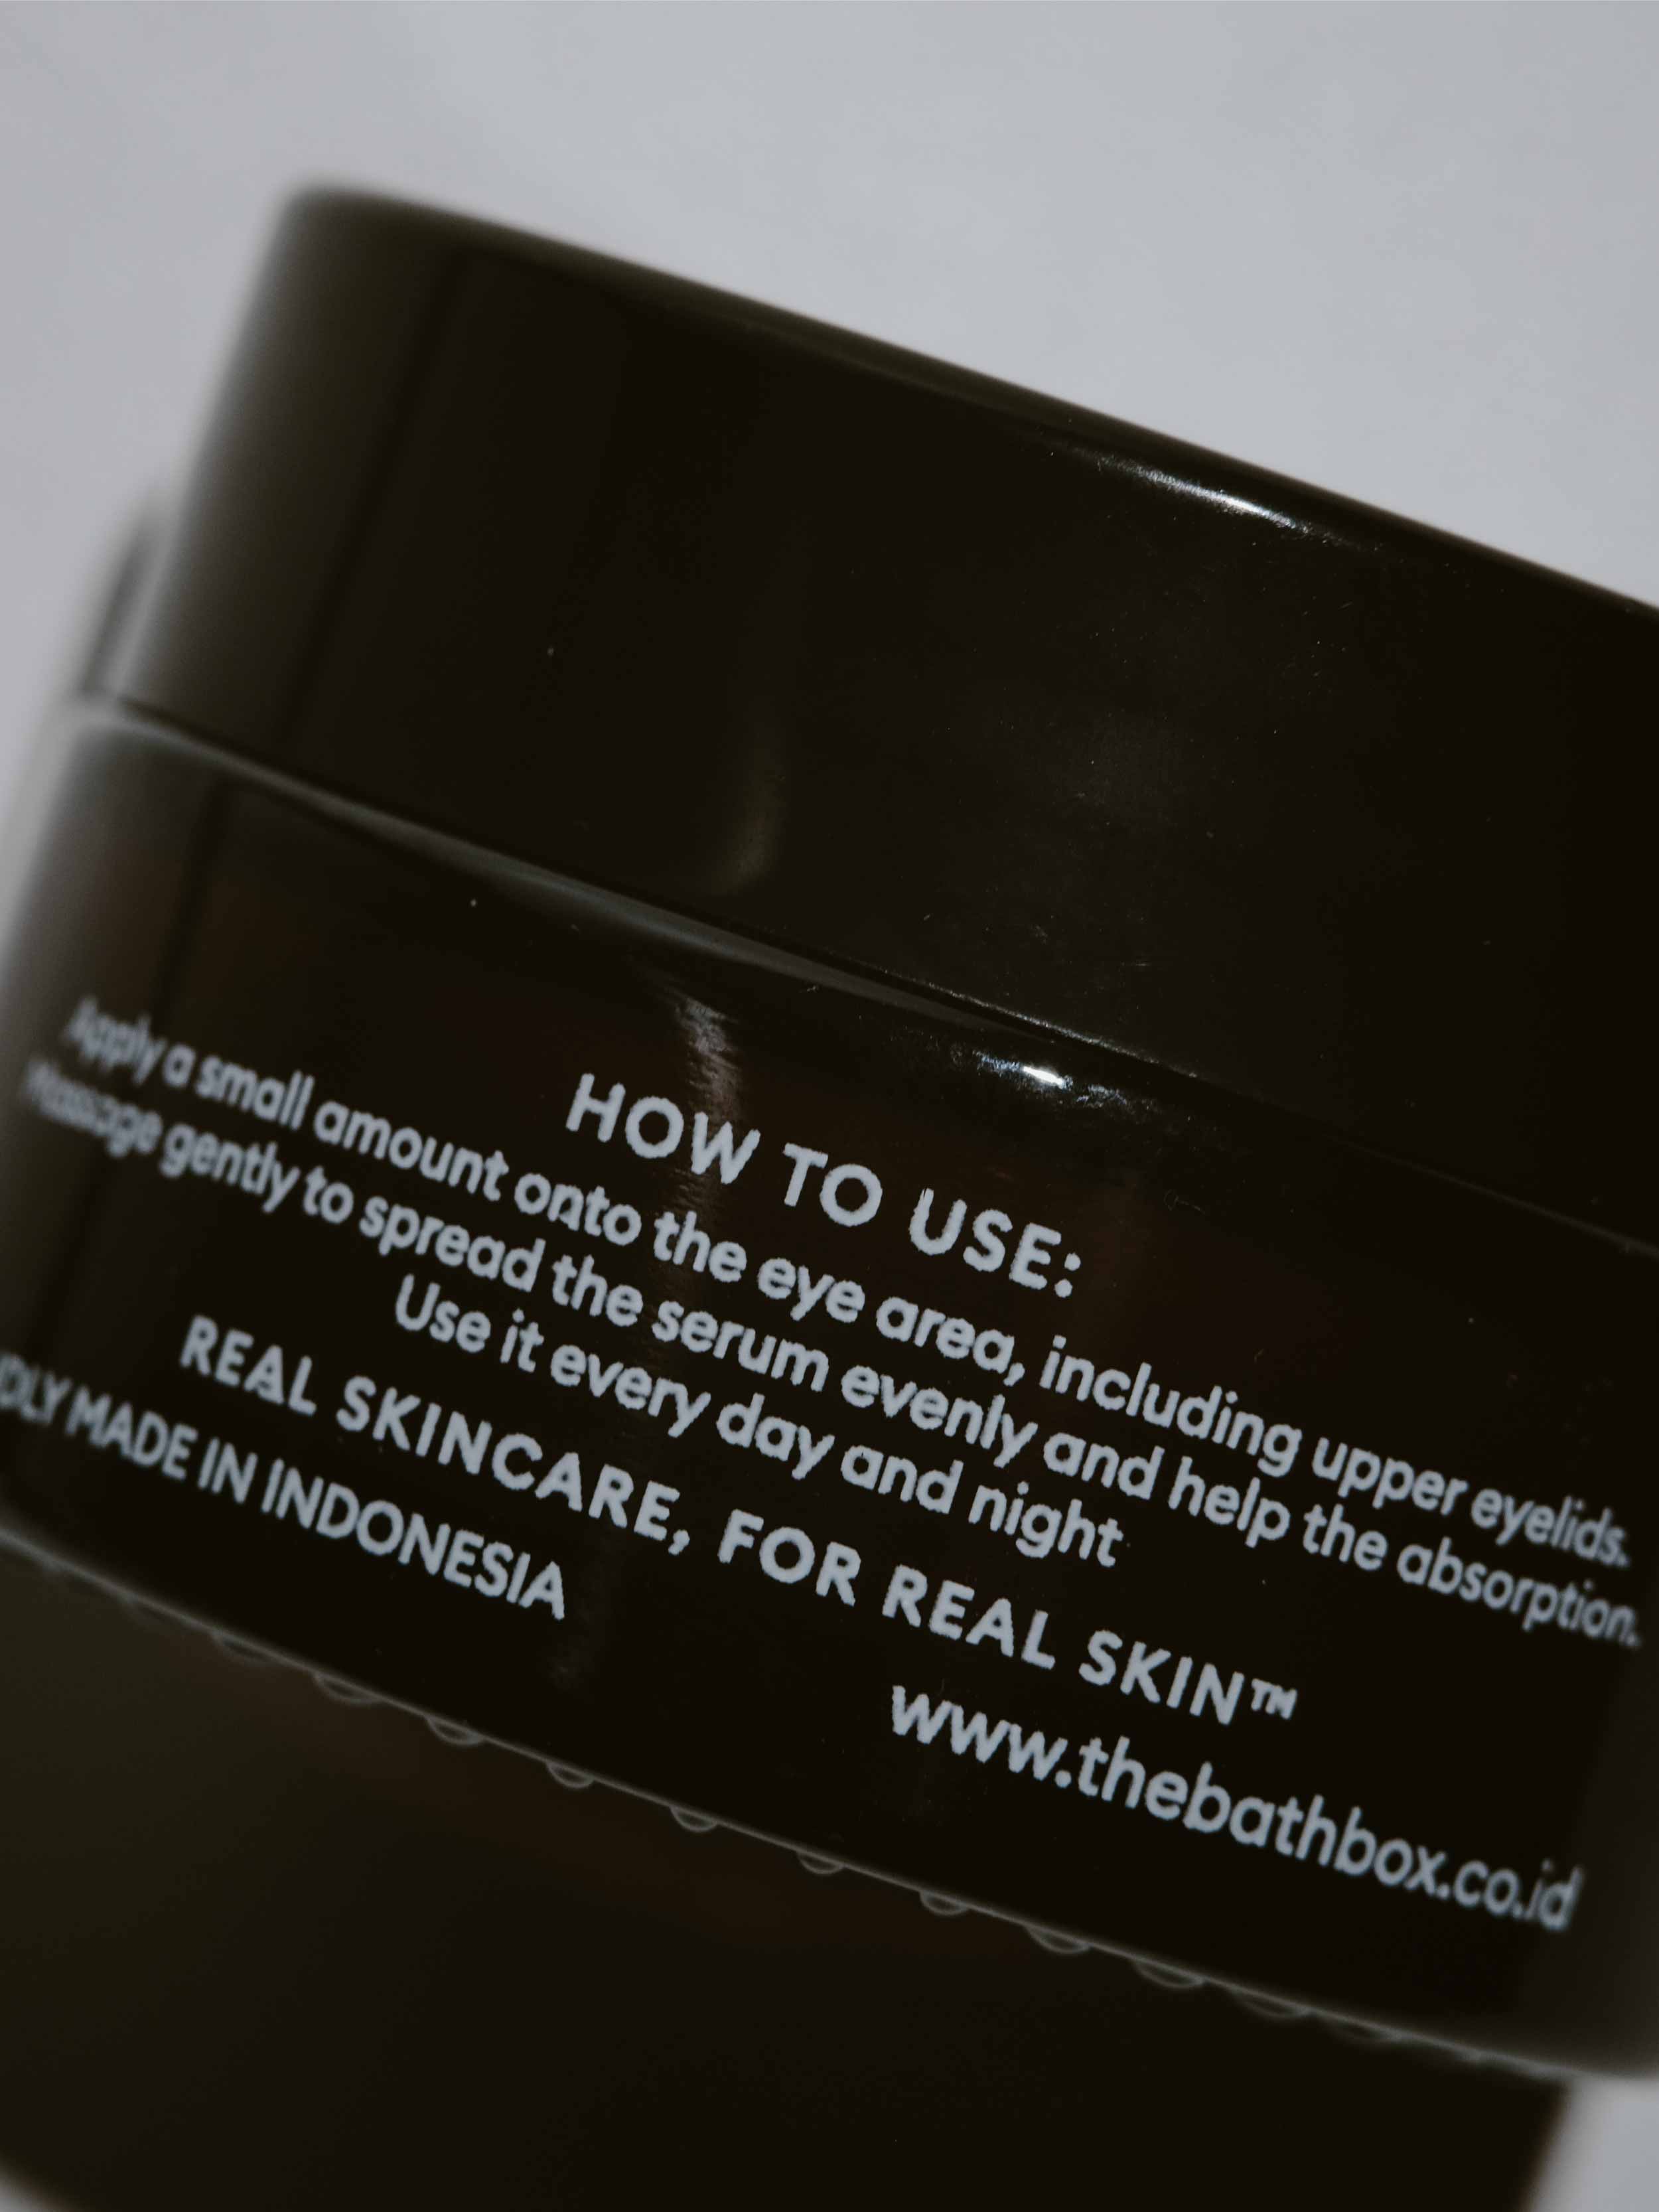 HOW TO USE:
Apply a small amount onto the eye area, including upper eyelids.
Massage gently to spread the serum evenly and help the absorption.
Use it every day and night
REAL SKINCARE, FOR REAL SKIN™
MADE IN INDONESIA
www.thebathbox.co.id